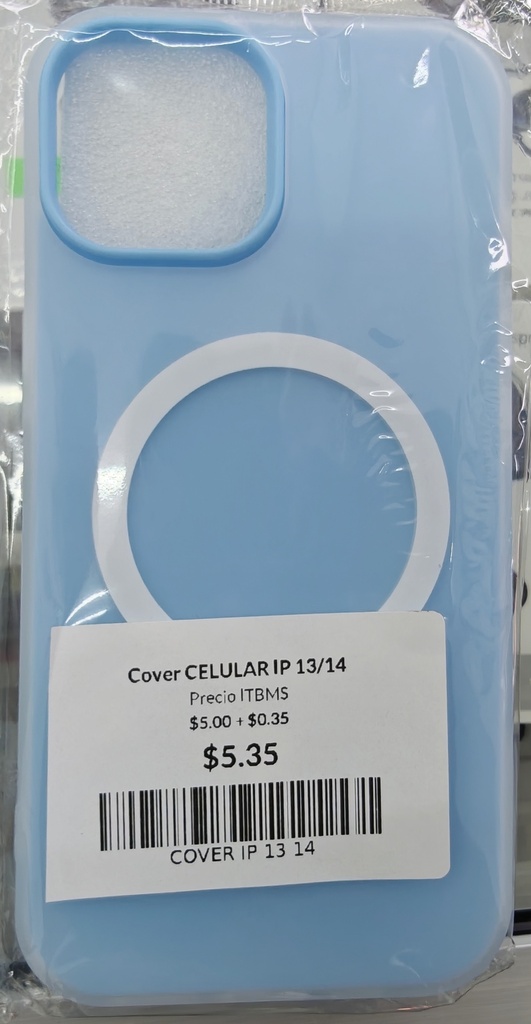 Cover CELULAR IP 13/14
Precio ITBMS
$5.00 + $0.35
$5.35
COVER IP 13 14